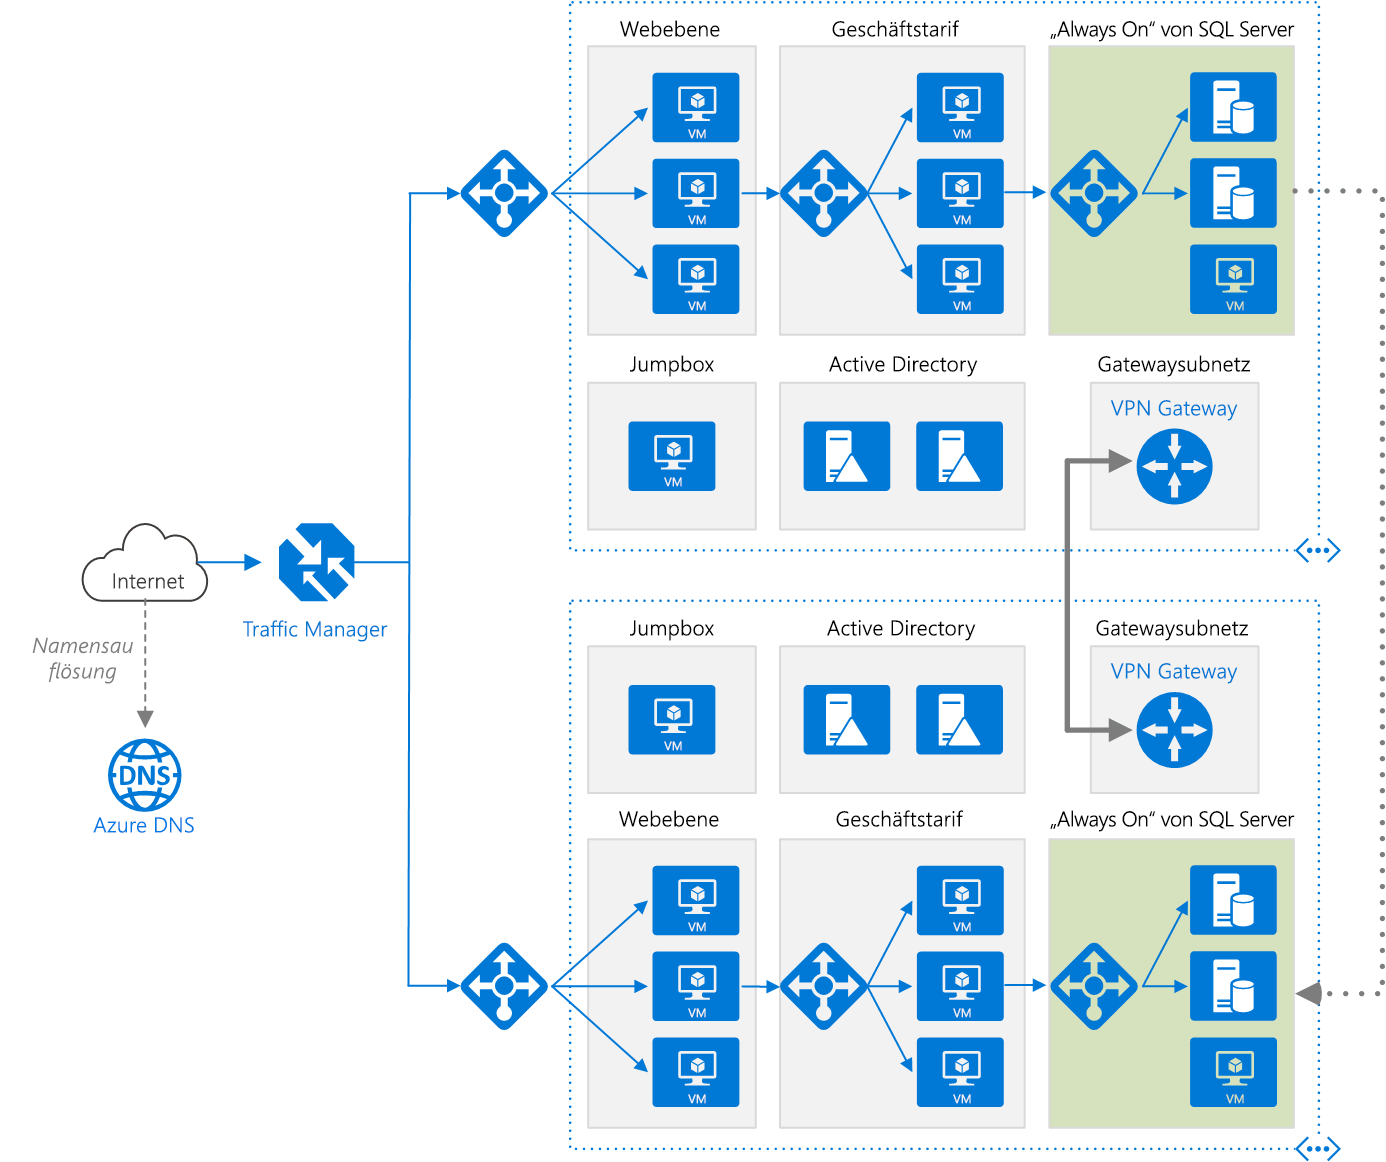 Webebene
Geschäftstarif
„Always On“ von SQL Server
VM
VM
VM
VM
VM
VM
VM
Jumpbox
Active Directory
Gatewaysubnetz
VPN Gateway
VM
Internet
Traffic Manager
Namensau
flösung
DNS
Azure DNS
Jumpbox
Active Directory
Gatewaysubnetz
VPN Gateway
VM
Webebene
Geschäftstarif
„Always On“ von SQL Server
VM
VM
VM
VM
VM
VM
VM